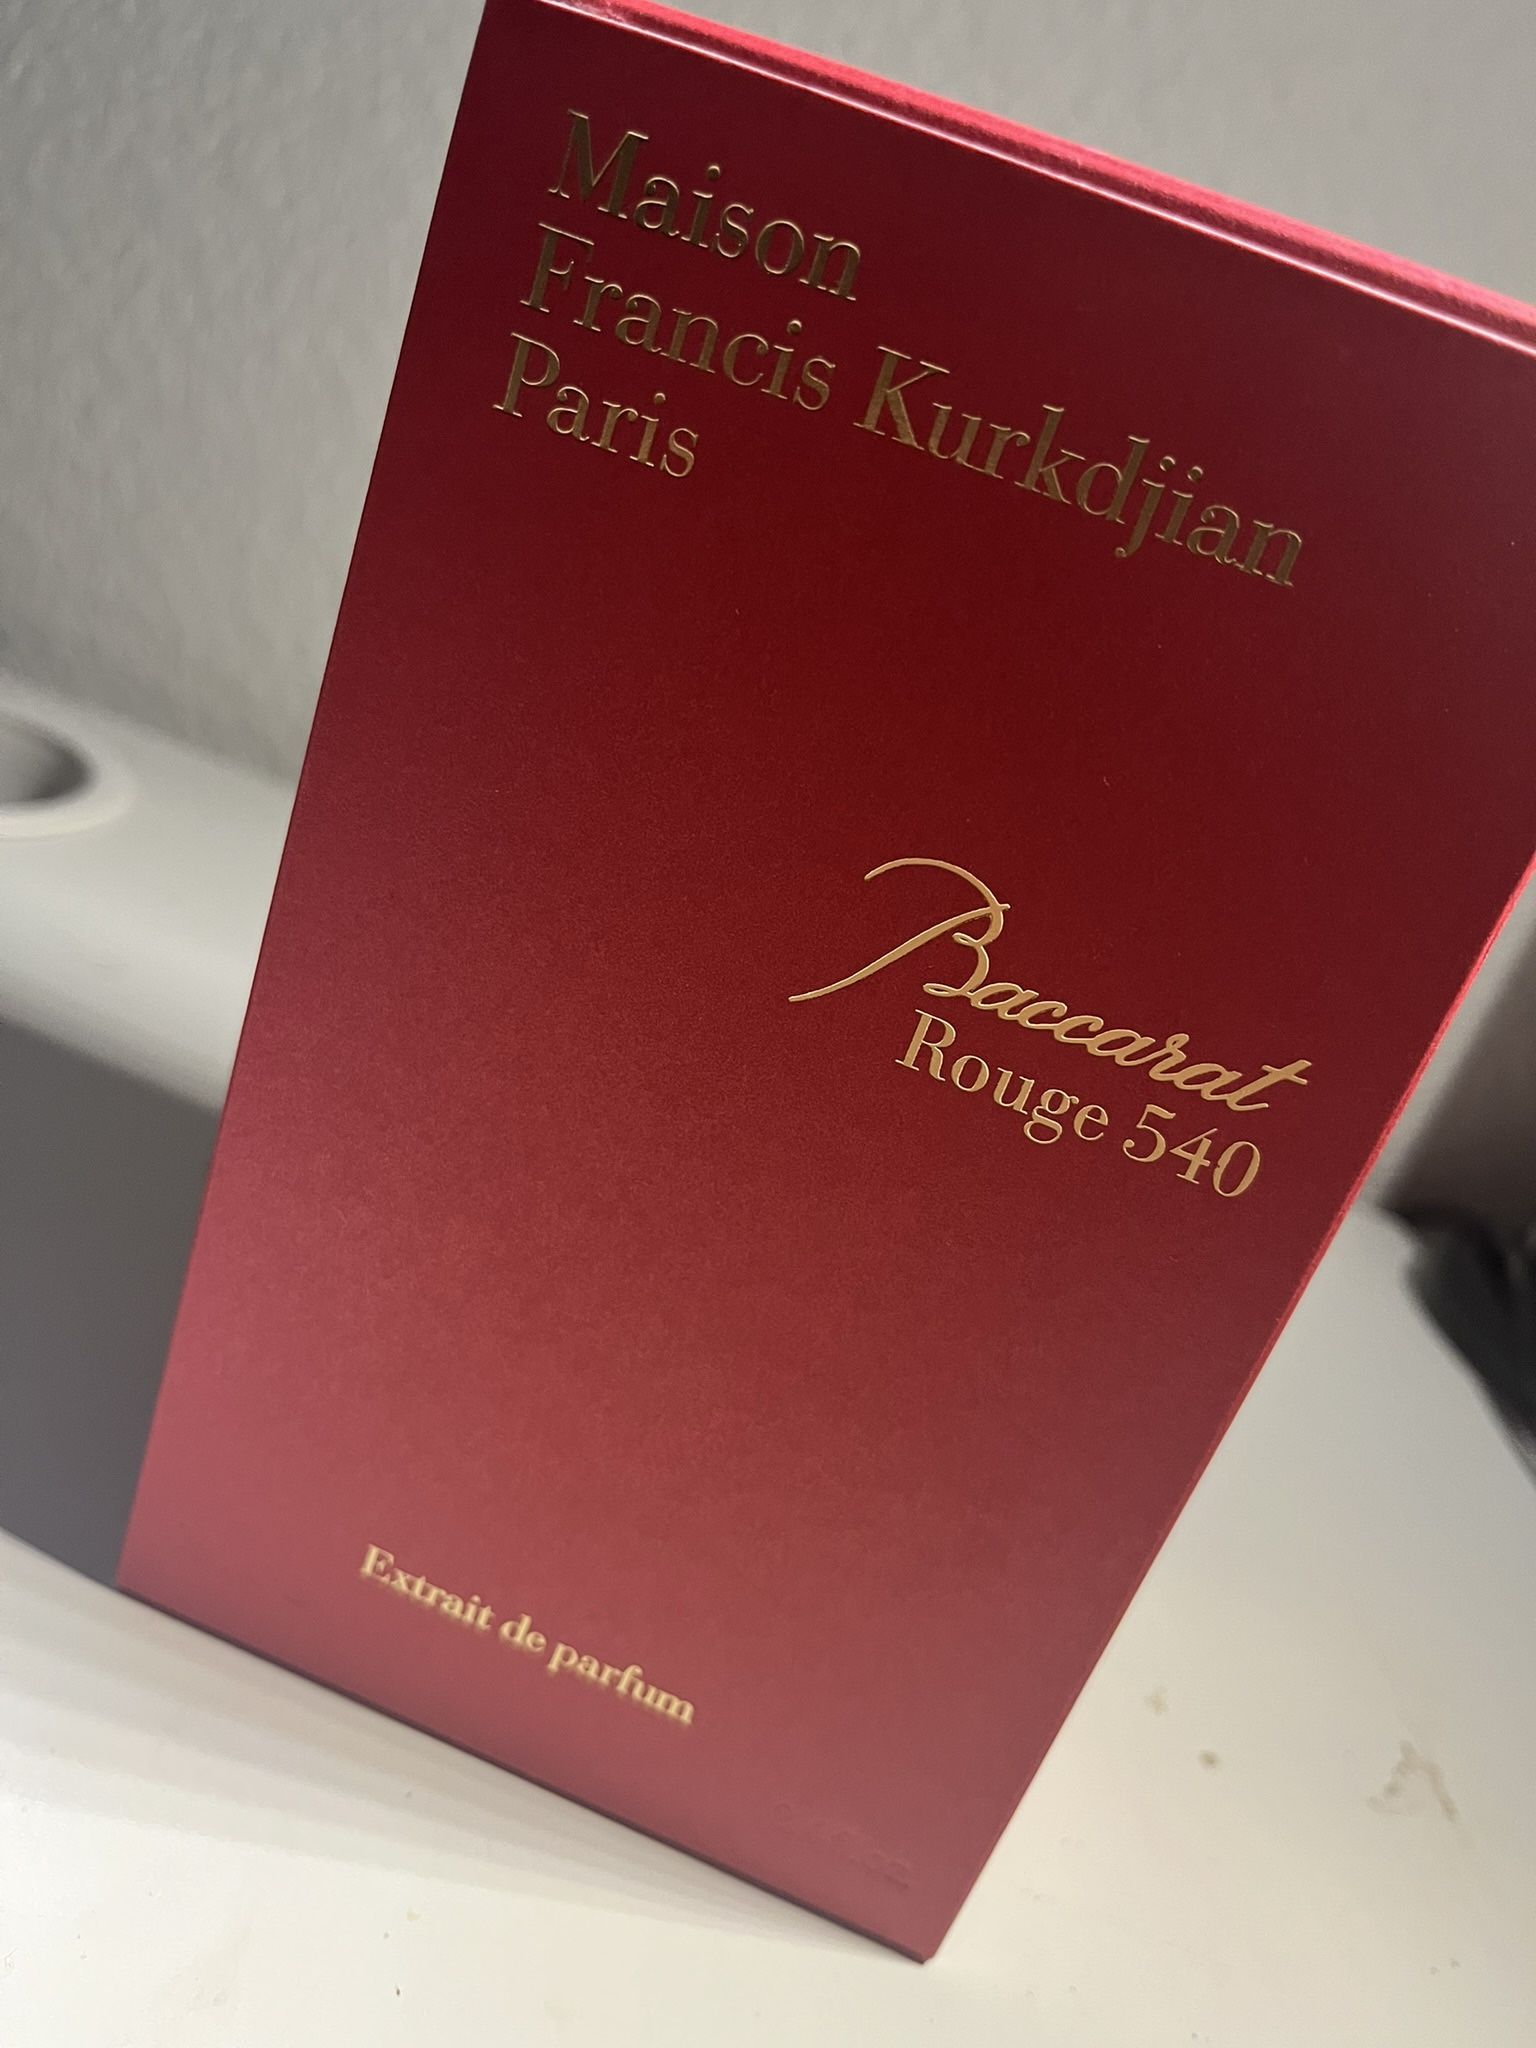 Maison
Francis Kurkdjian
Paris
Baccarat
Rouge 540
Extrait de parfum